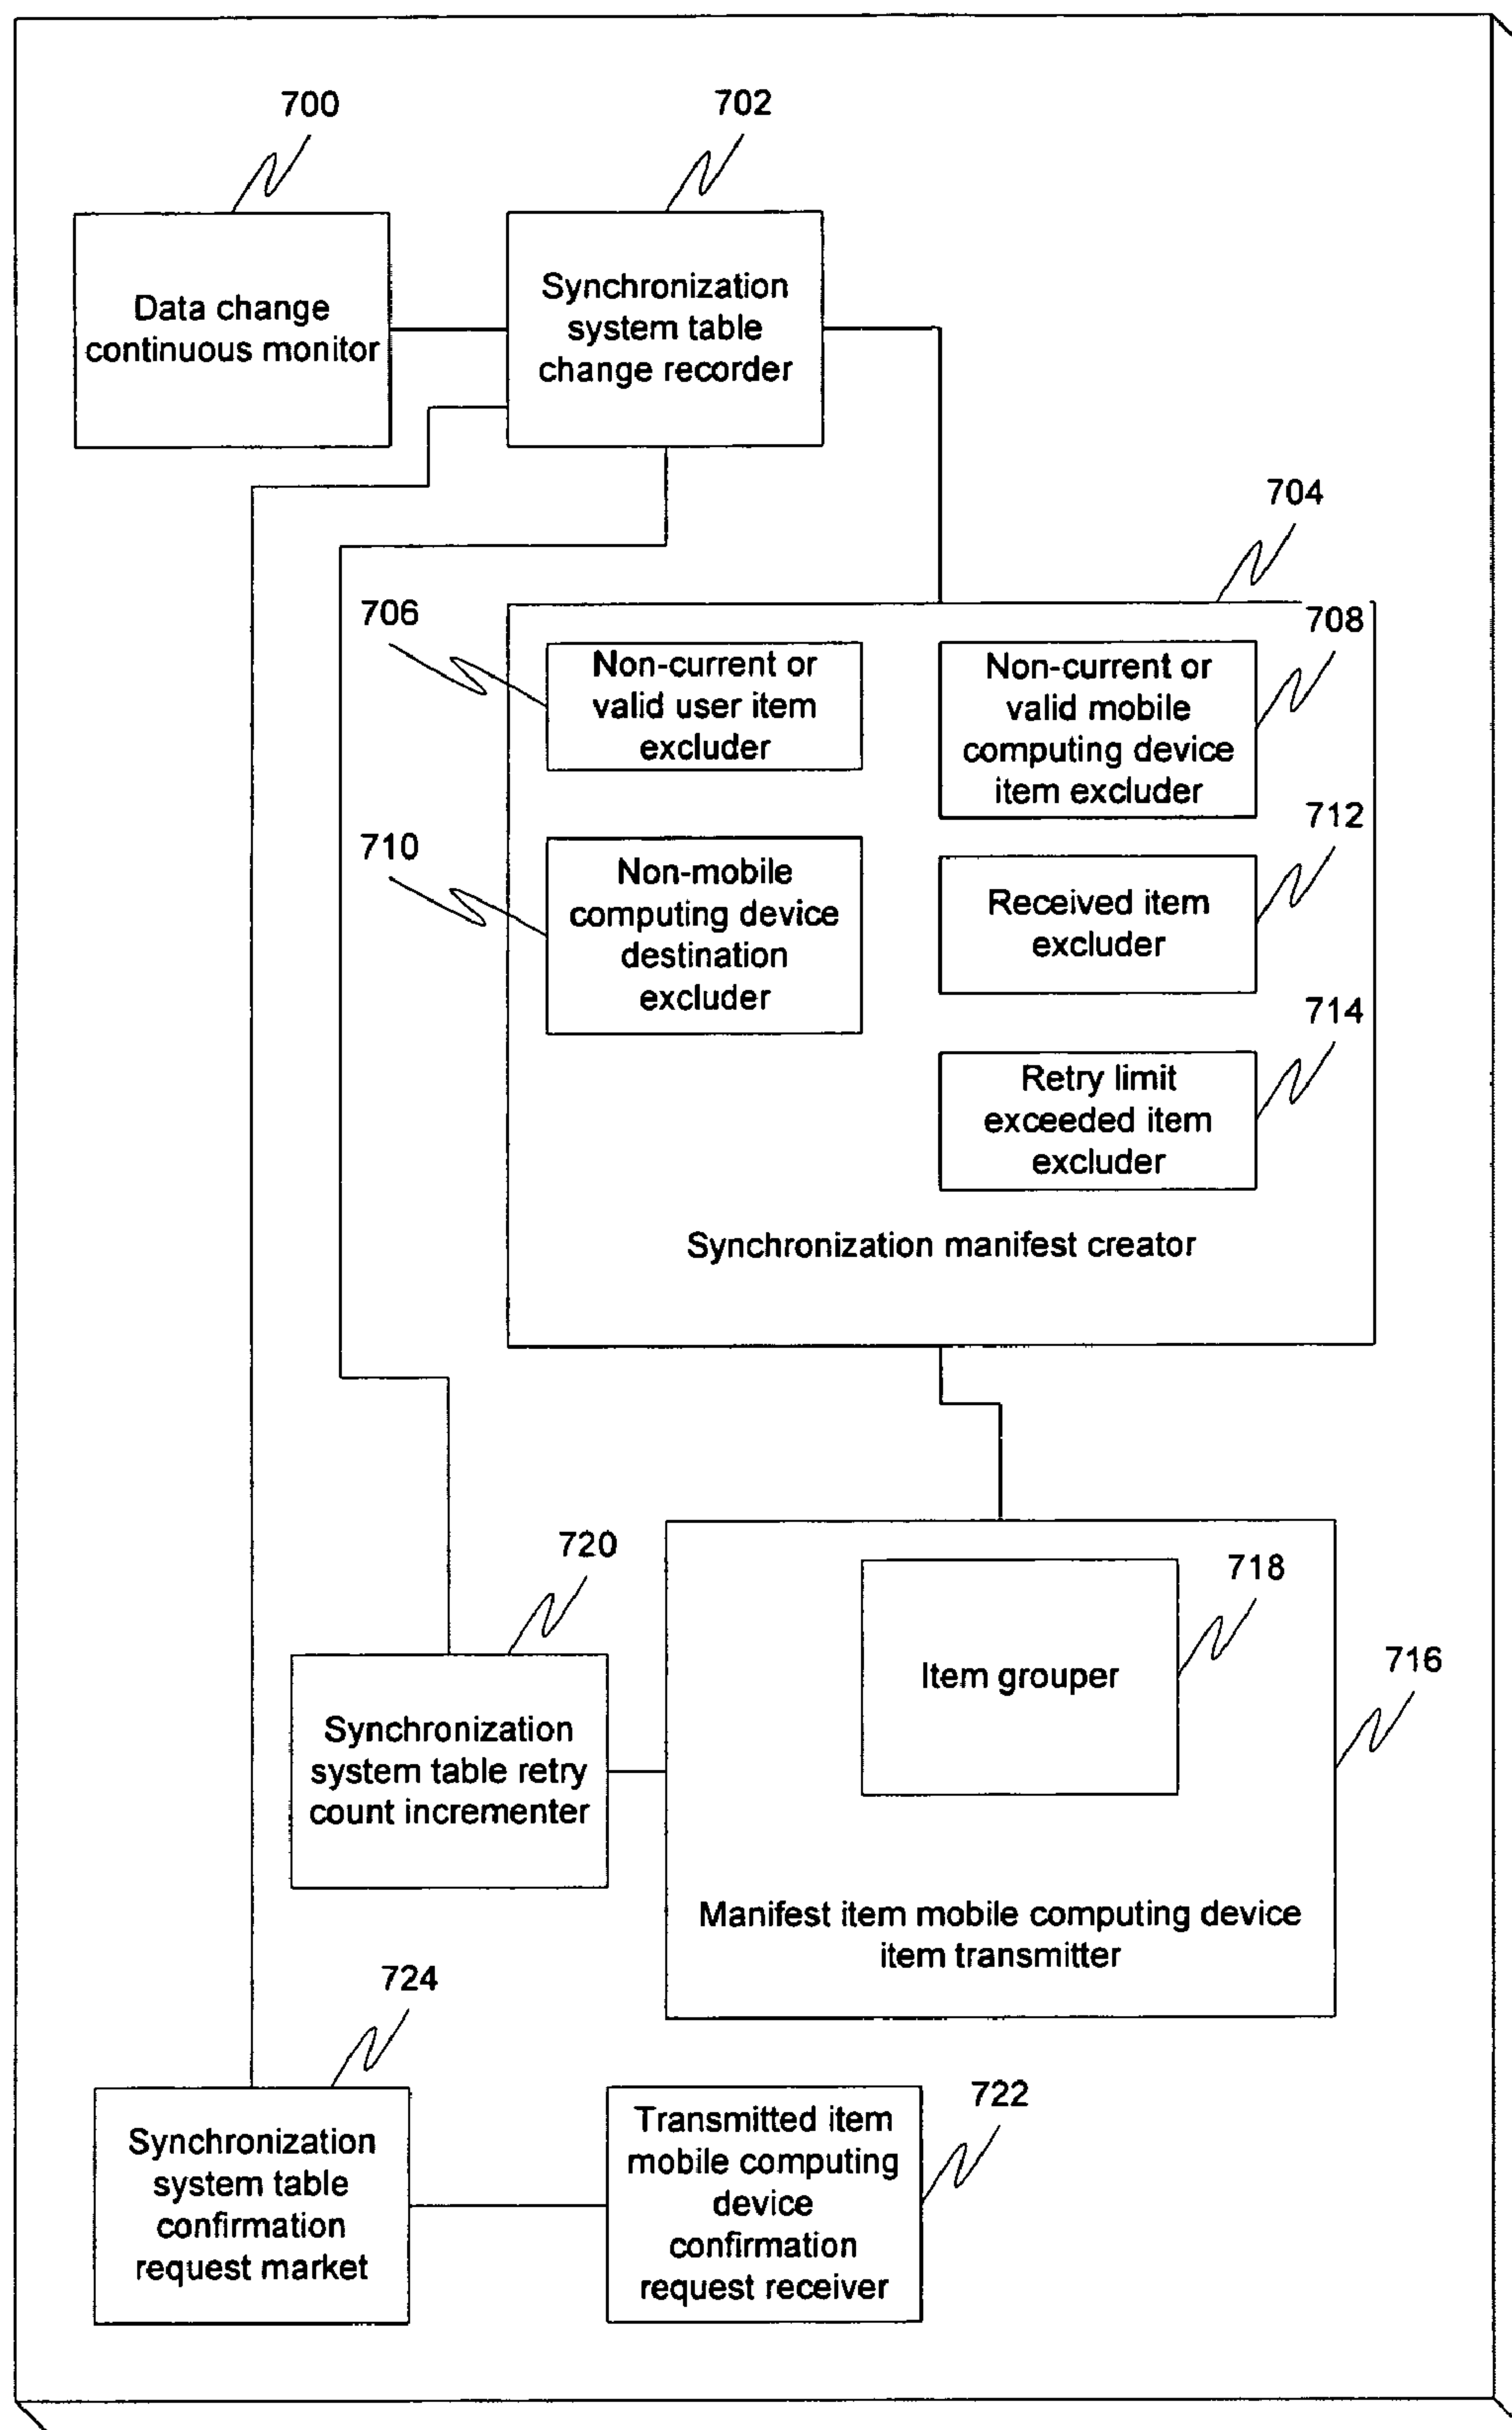 700
702
Data change
continuous monitor
Synchronization
system table
change recorder
704
706
708
Non-current or
valid user item
excluder
Non-current or
valid mobile
computing device
item excluder
710
712
Non-mobile
computing device
destination
excluder
Received item
excluder
714
Retry limit
exceeded item
excluder
Synchronization manifest creator
720
718
716
Item grouper
Synchronization
system table retry
count incrementer
Manifest item mobile computing device
item transmitter
724
722
Synchronization
system table
confirmation
request market
Transmitted item
mobile computing
device
confirmation
request receiver